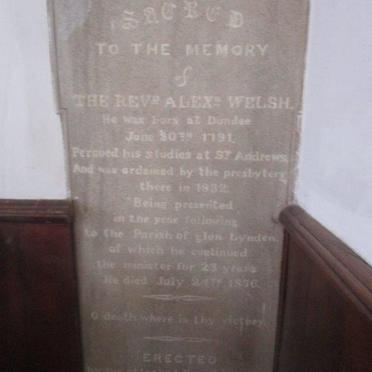 SACRED
TO THE MEMORY
of
THE REVD. ALEXR. WELSH.
He was born at Dundee
June 30TH 1791.
Persued his studies at ST Andrews,
And was ordained by the presbytery
there in 1832.
Being presented
in the year following
to the Parish of Glen Lynden,
of which he continued
the minister for 23 years
He died July 24TH 1856.
O death where is thy victory.
ERECTED